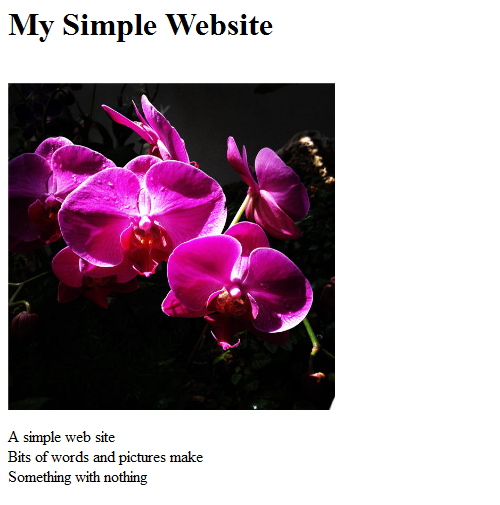 My Simple Website
A simple web site
Bits of words and pictures make
Something with nothing